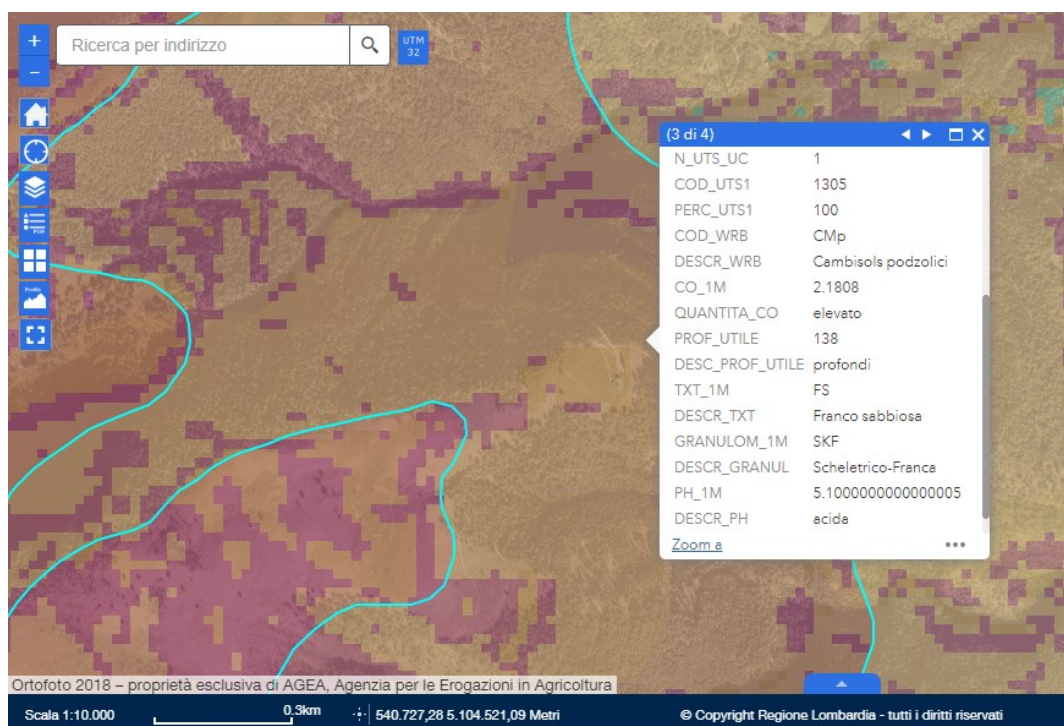 +
Ricerca per indirizzo
UTM
32
−
PDF
Profilo
(3 di 4)
N_UTS_UC 1
COD_UTS1 1305
PERC_UTS1 100
COD_WRB CMp
DESCR_WRB Cambisols podzolici
CO_1M 2.1808
QUANTITA_CO elevato
PROF_UTILE 138
DESC_PROF_UTILE profondi
TXT_1M FS
DESCR_TXT Franco sabbiosa
GRANULOM_1M SKF
DESCR_GRANUL Scheletrico-Franca
PH_1M 5.1000000000000005
DESCR_PH acida
Zoom a
Ortofoto 2018 – proprietà esclusiva di AGEA, Agenzia per le Erogazioni in Agricoltura
Scala 1:10.000 0.3km 540.727,28 5.104.521,09 Metri © Copyright Regione Lombardia - tutti i diritti riservati